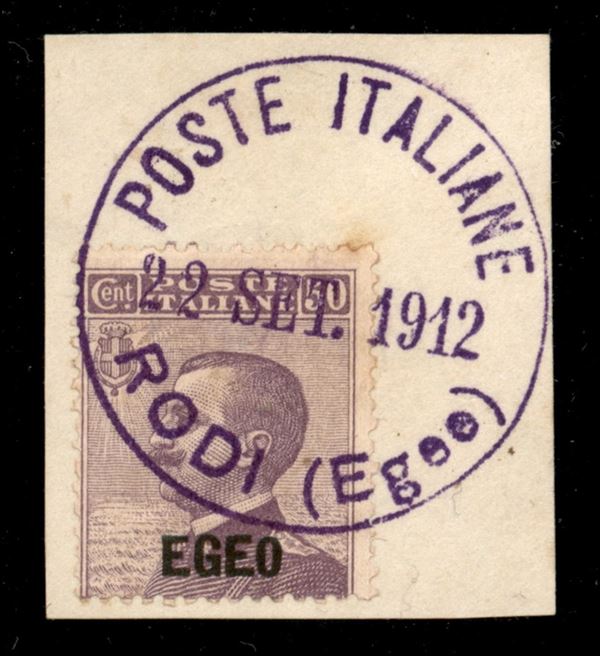 POSTE ITALIANE
22 SET. 1912
RODI (Egeo)
Cent. POSTE ITALIANE 50
EGEO